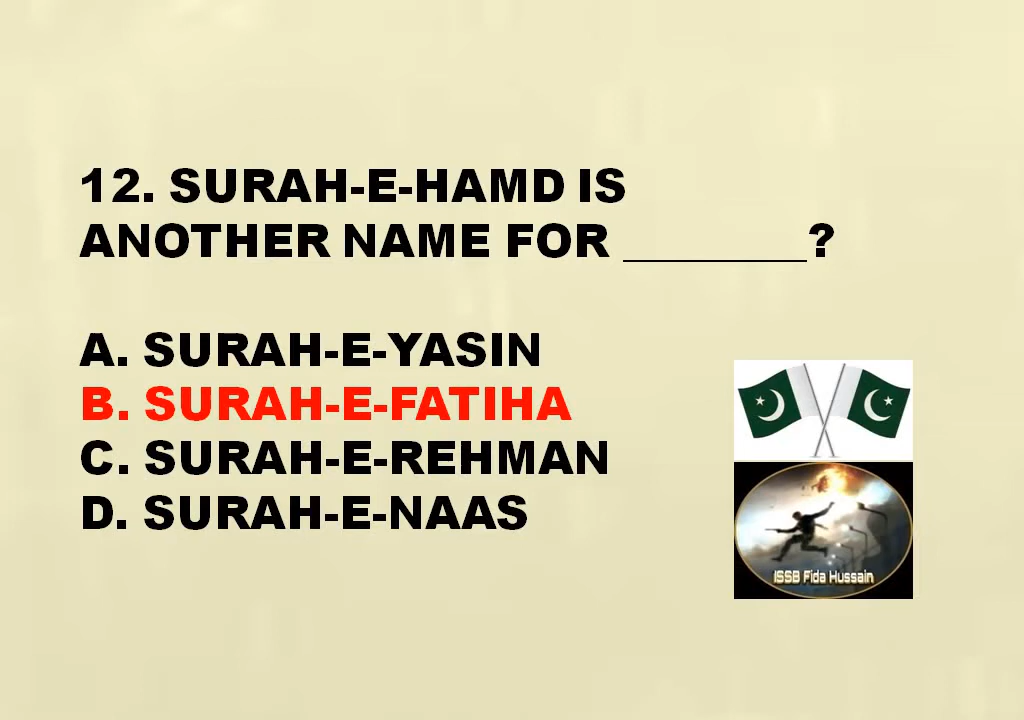 12. SURAH-E-HAMD IS
ANOTHER NAME FOR ________?
A. SURAH-E-YASIN
B. SURAH-E-FATIHA
C. SURAH-E-REHMAN
D. SURAH-E-NAAS
ISSB Fida Hussain